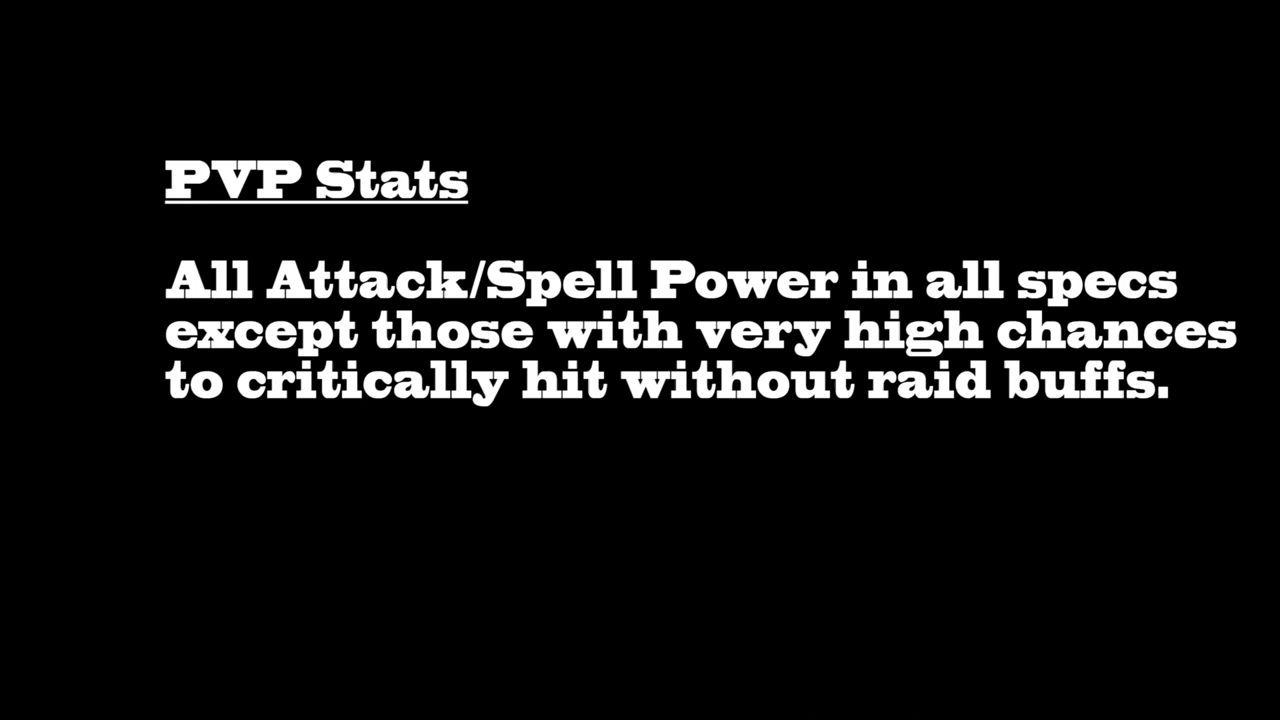 PVP Stats
All Attack/Spell Power in all specs
except those with very high chances
to critically hit without raid buffs.